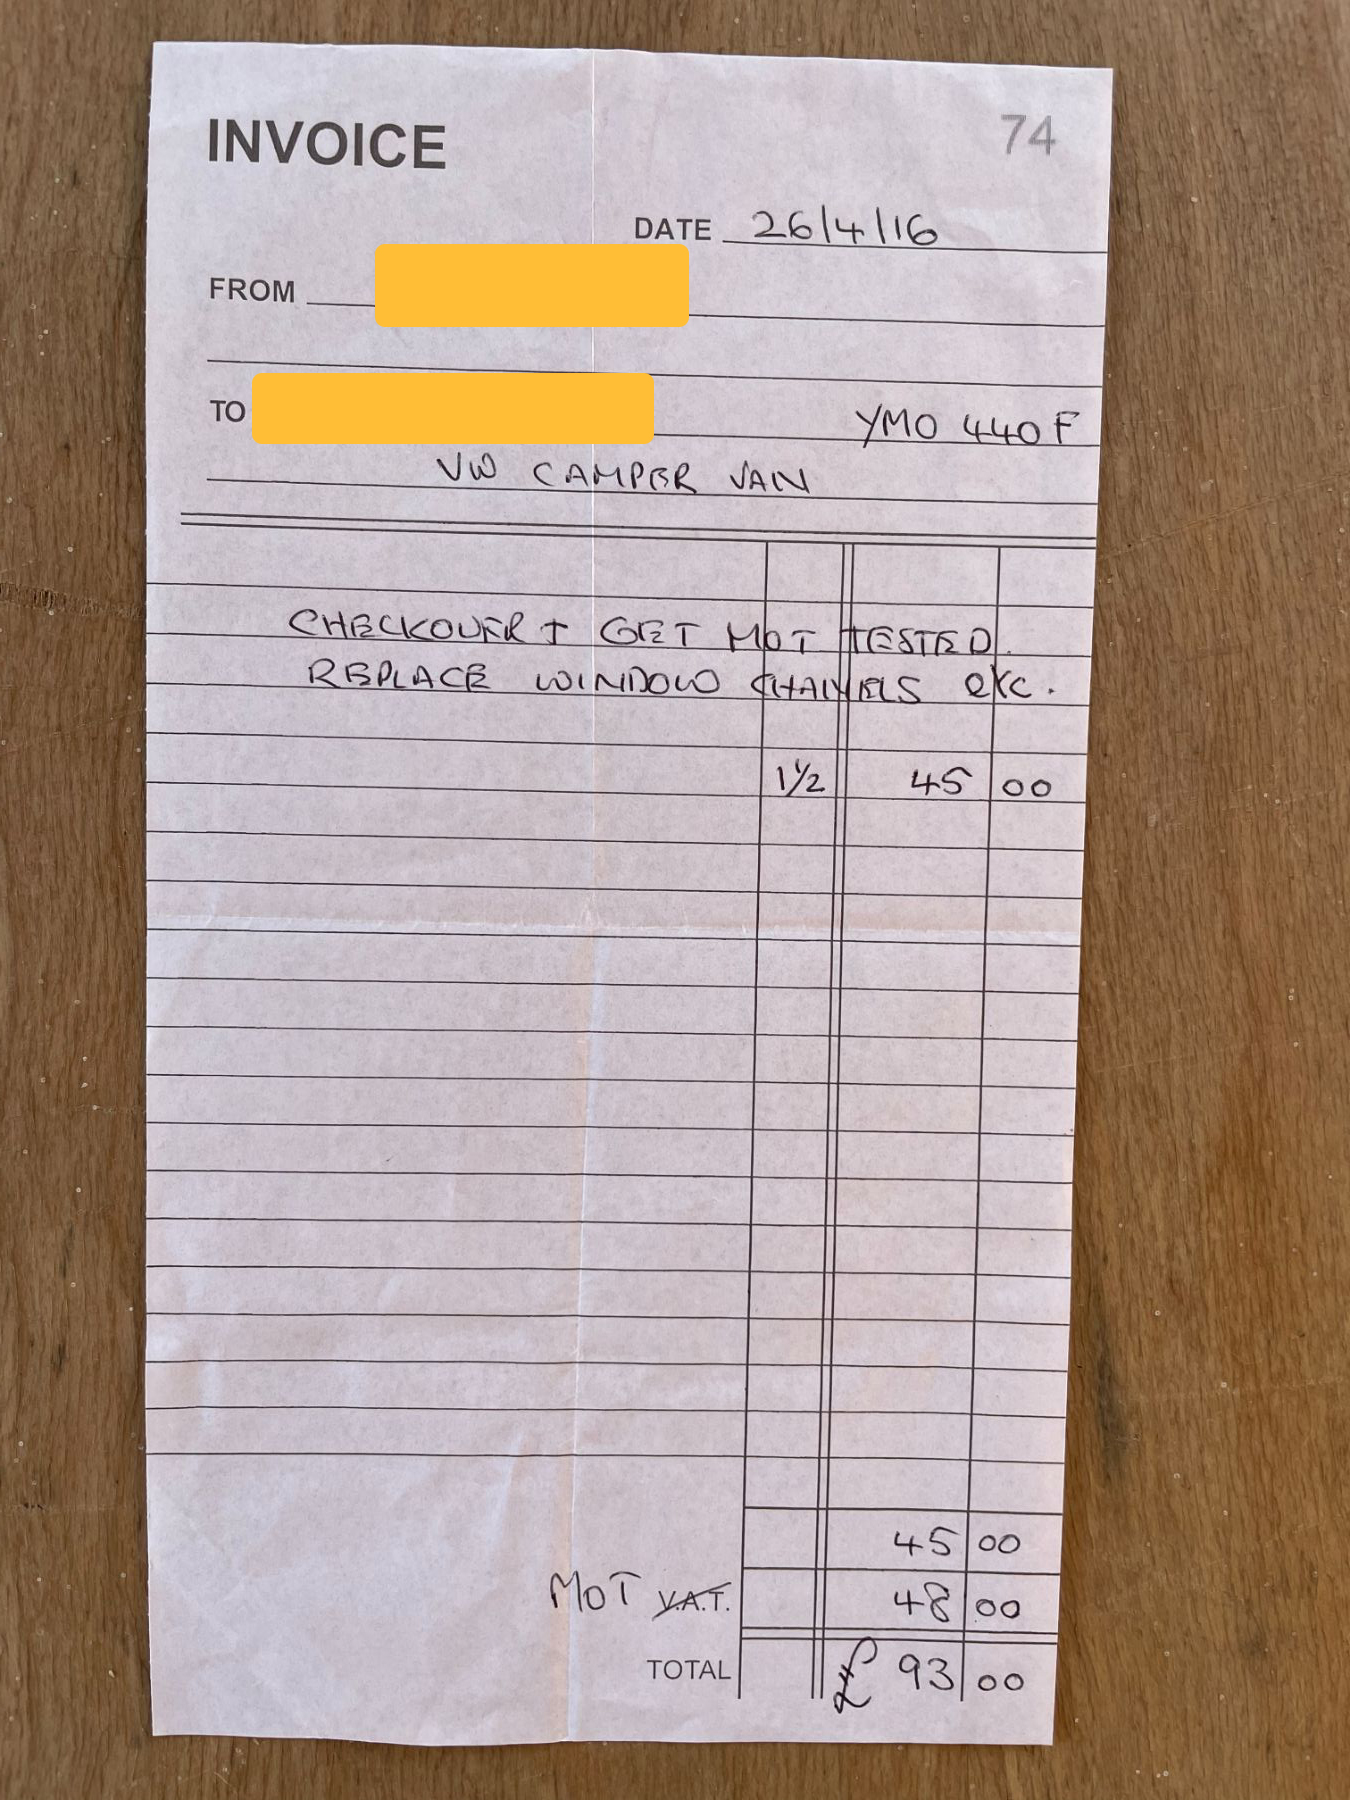 INVOICE 74
DATE 26/4/16
FROM
TO YMO 440 F
VW CAMPER VAN
CHECKOVER + GET MOT TESTED.
REPLACE WINDOW CHANNELS etc.
1½ 45 00
45 00
MOT V.A.T. 48 00
TOTAL £ 93 00